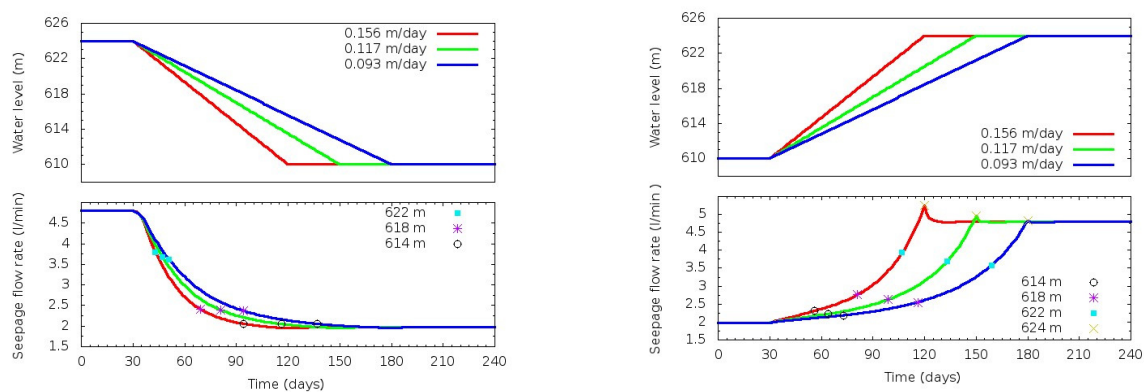 626
622
618
614
610
Water level (m)
0.156 m/day
0.117 m/day
0.093 m/day
4.5
4
3.5
3
2.5
2
1.5
Seepage flow rate (l/min)
622 m
618 m
614 m
0 30 60 90 120 150 180 210 240
Time (days)
626
622
618
614
610
Water level (m)
0.156 m/day
0.117 m/day
0.093 m/day
5
4.5
4
3.5
3
2.5
2
1.5
Seepage flow rate (l/min )
614 m
618 m
622 m
624 m
0 30 60 90 120 150 180 210 240
Time (days)